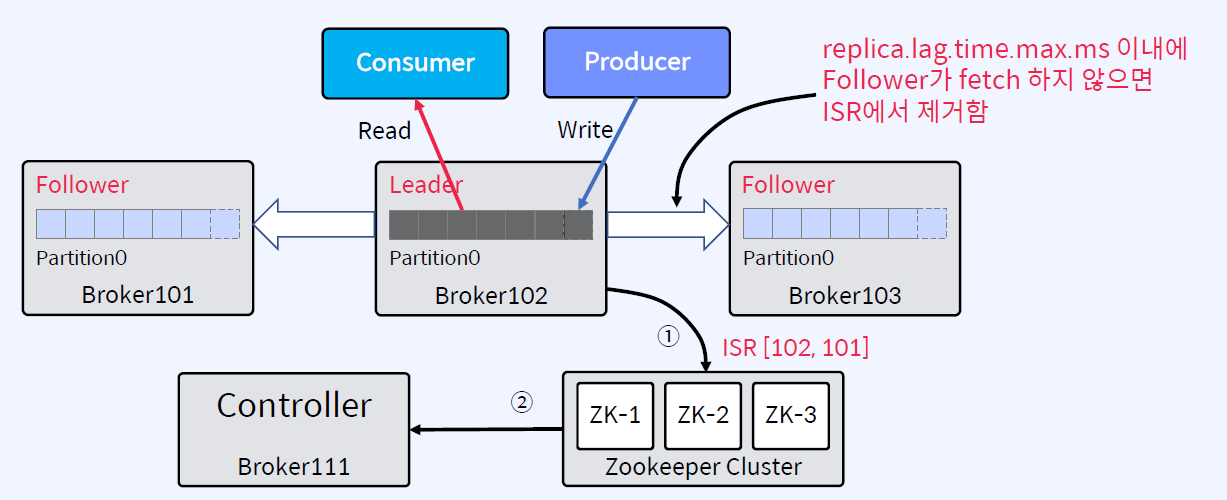 Consumer
Producer
replica.lag.time.max.ms 이내에
Follower가 fetch 하지 않으면
ISR에서 제거함
Read
Write
Follower
Partition0
Broker101
Leader
Partition0
Broker102
Follower
Partition0
Broker103
①
ISR [102, 101]
Controller
Broker111
②
ZK-1
ZK-2
ZK-3
Zookeeper Cluster